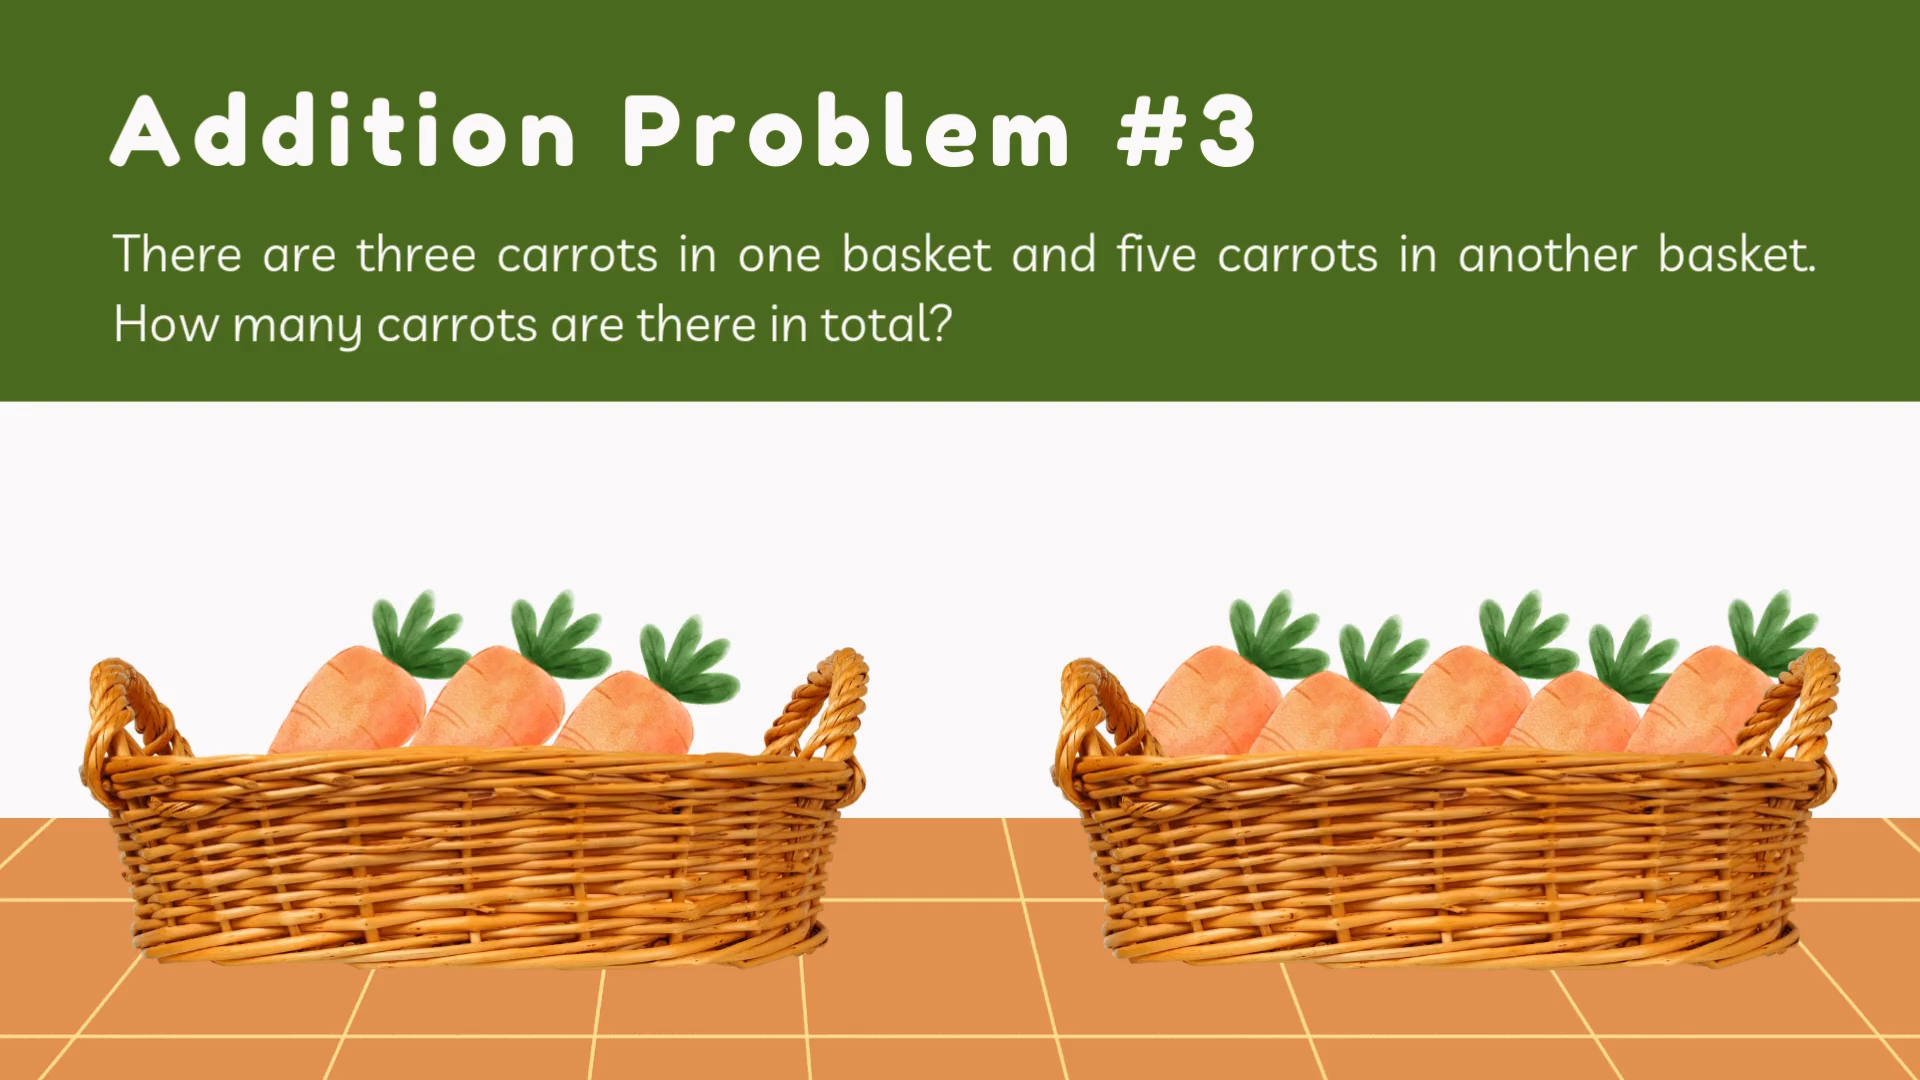 Addition Problem #3
There are three carrots in one basket and five carrots in another basket.
How many carrots are there in total?